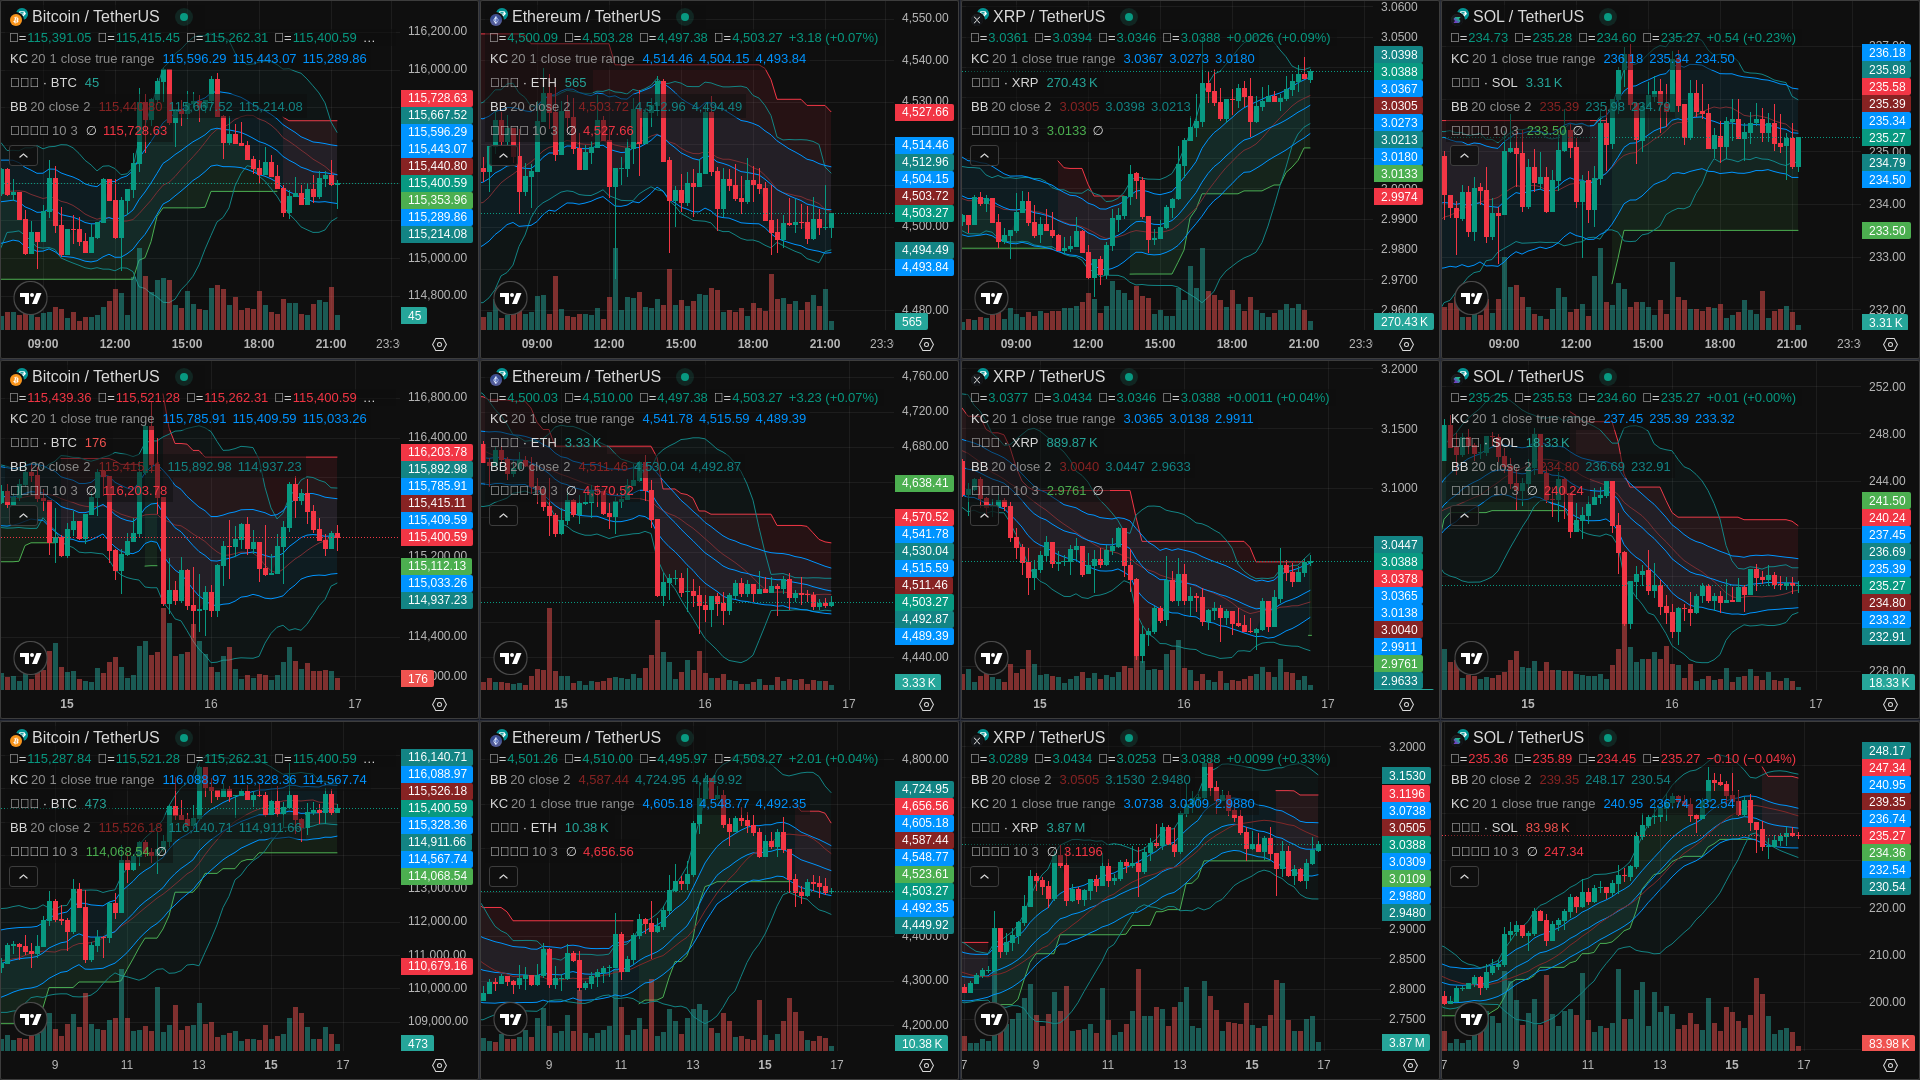 Bitcoin / TetherUS
=115,391.05 =115,415.45 =115,262.31 =115,400.59 ...
KC 20 1 close true range 115,596.29 115,443.07 115,289.86
· BTC 45
BB 20 close 2 115,440.80 115,667.52 115,214.08
10 3 ∅ 115,728.63
116,200.00
116,000.00
115,728.63
115,667.52
115,596.29
115,443.07
115,440.80
115,400.59
115,353.96
115,289.86
115,214.08
115,000.00
114,800.00
45
09:00 12:00 15:00 18:00 21:00 23:3
Ethereum / TetherUS
=4,500.09 =4,503.28 =4,497.38 =4,503.27 +3.18 (+0.07%)
KC 20 1 close true range 4,514.46 4,504.15 4,493.84
· ETH 565
BB 20 close 2 4,503.72 4,512.96 4,494.49
10 3 ∅ 4,527.66
4,550.00
4,540.00
4,530.00
4,527.66
4,514.46
4,512.96
4,504.15
4,503.72
4,503.27
4,500.00
4,494.49
4,493.84
4,480.00
565
09:00 12:00 15:00 18:00 21:00 23:3
XRP / TetherUS
=3.0361 =3.0394 =3.0346 =3.0388 +0.0026 (+0.09%)
KC 20 1 close true range 3.0367 3.0273 3.0180
· XRP 270.43 K
BB 20 close 2 3.0305 3.0398 3.0213
10 3 3.0133 ∅
3.0600
3.0500
3.0398
3.0388
3.0367
3.0305
3.0273
3.0213
3.0180
3.0133
3.0000
2.9974
2.9900
2.9800
2.9700
2.9600
270.43 K
09:00 12:00 15:00 18:00 21:00 23:3
SOL / TetherUS
=234.73 =235.28 =234.60 =235.27 +0.54 (+0.23%)
KC 20 1 close true range 236.18 235.34 234.50
· SOL 3.31 K
BB 20 close 2 235.39 235.98 234.79
10 3 233.50 ∅
237.00
236.18
235.98
235.58
235.39
235.34
235.27
235.00
234.79
234.50
234.00
233.50
233.00
232.00
3.31 K
09:00 12:00 15:00 18:00 21:00 23:3
Bitcoin / TetherUS
=115,439.36 =115,521.28 =115,262.31 =115,400.59 ...
KC 20 1 close true range 115,785.91 115,409.59 115,033.26
· BTC 176
BB 20 close 2 115,415.11 115,892.98 114,937.23
10 3 ∅ 116,203.78
116,800.00
116,400.00
116,203.78
115,892.98
115,785.91
115,415.11
115,409.59
115,400.59
115,200.00
115,112.13
115,033.26
114,937.23
114,400.00
176
15 16 17
Ethereum / TetherUS
=4,500.03 =4,510.00 =4,497.38 =4,503.27 +3.23 (+0.07%)
KC 20 1 close true range 4,541.78 4,515.59 4,489.39
· ETH 3.33 K
BB 20 close 2 4,511.46 4,530.04 4,492.87
10 3 ∅ 4,570.52
4,760.00
4,720.00
4,680.00
4,638.41
4,570.52
4,541.78
4,530.04
4,515.59
4,511.46
4,503.27
4,492.87
4,489.39
4,440.00
3.33 K
15 16 17
XRP / TetherUS
=3.0377 =3.0434 =3.0346 =3.0388 +0.0011 (+0.04%)
KC 20 1 close true range 3.0365 3.0138 2.9911
· XRP 889.87 K
BB 20 close 2 3.0040 3.0447 2.9633
10 3 2.9761 ∅
3.2000
3.1500
3.1000
3.0447
3.0388
3.0378
3.0365
3.0138
3.0040
2.9911
2.9761
2.9633
15 16 17
SOL / TetherUS
=235.25 =235.53 =234.60 =235.27 +0.01 (+0.00%)
KC 20 1 close true range 237.45 235.39 233.32
· SOL 18.33 K
BB 20 close 2 234.80 236.69 232.91
10 3 ∅ 240.24
252.00
248.00
244.00
241.50
240.24
237.45
236.69
235.39
235.27
234.80
233.32
232.91
228.00
18.33 K
15 16 17
Bitcoin / TetherUS
=115,287.84 =115,521.28 =115,262.31 =115,400.59 ...
KC 20 1 close true range 116,088.97 115,328.36 114,567.74
· BTC 473
BB 20 close 2 115,526.18 116,140.71 114,911.66
10 3 114,068.54 ∅
116,140.71
116,088.97
115,526.18
115,400.59
115,328.36
114,911.66
114,567.74
114,068.54
113,000.00
112,000.00
111,000.00
110,679.16
110,000.00
109,000.00
473
9 11 13 15 17
Ethereum / TetherUS
=4,501.26 =4,510.00 =4,495.97 =4,503.27 +2.01 (+0.04%)
BB 20 close 2 4,587.44 4,724.95 4,449.92
KC 20 1 close true range 4,605.18 4,548.77 4,492.35
· ETH 10.38 K
10 3 ∅ 4,656.56
4,800.00
4,724.95
4,656.56
4,605.18
4,587.44
4,548.77
4,523.61
4,503.27
4,492.35
4,449.92
4,400.00
4,300.00
4,200.00
10.38 K
9 11 13 15 17
XRP / TetherUS
=3.0289 =3.0434 =3.0253 =3.0388 +0.0099 (+0.33%)
BB 20 close 2 3.0505 3.1530 2.9480
KC 20 1 close true range 3.0738 3.0309 2.9880
· XRP 3.87 M
10 3 ∅ 3.1196
3.2000
3.1530
3.1196
3.0738
3.0505
3.0388
3.0309
3.0109
2.9880
2.9480
2.9000
2.8500
2.8000
2.7500
3.87 M
7 9 11 13 15 17
SOL / TetherUS
=235.36 =235.89 =234.45 =235.27 −0.10 (−0.04%)
BB 20 close 2 239.35 248.17 230.54
KC 20 1 close true range 240.95 236.74 232.54
· SOL 83.98 K
10 3 ∅ 247.34
248.17
247.34
240.95
239.35
236.74
235.27
234.36
232.54
230.54
220.00
210.00
200.00
83.98 K
7 9 11 13 15 17